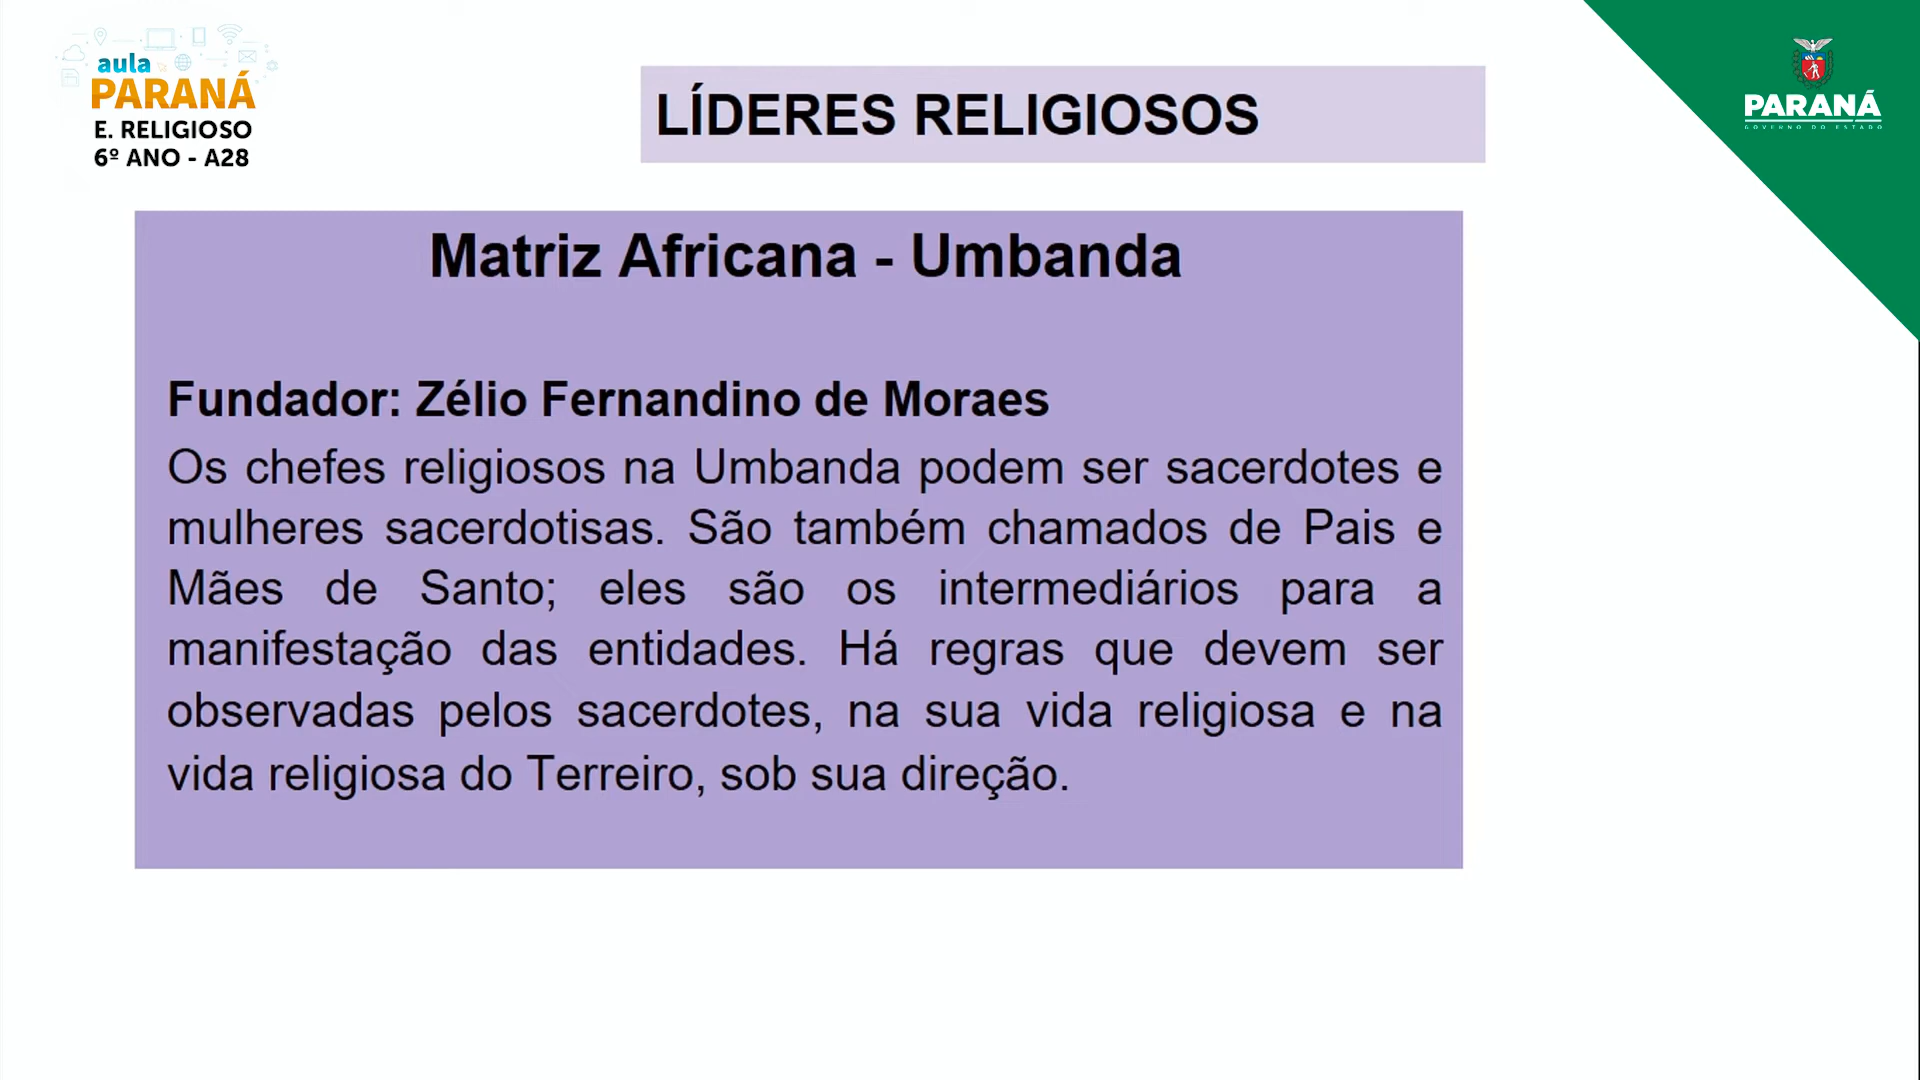 aula
PARANÁ
E. RELIGIOSO
6º ANO - A28
LÍDERES RELIGIOSOS
PARANÁ
GOVERNO DO ESTADO
Matriz Africana - Umbanda
Fundador: Zélio Fernandino de Moraes
Os chefes religiosos na Umbanda podem ser sacerdotes e
mulheres sacerdotisas. São também chamados de Pais e
Mães de Santo; eles são os intermediários para a
manifestação das entidades. Há regras que devem ser
observadas pelos sacerdotes, na sua vida religiosa e na
vida religiosa do Terreiro, sob sua direção.